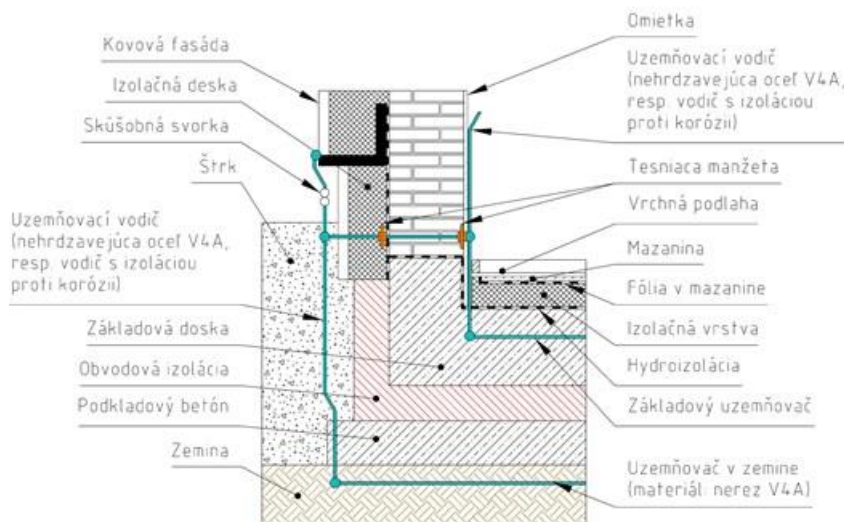 Kovová fasáda
Izolačná deska
Skúšobná svorka
Štrk
Uzemňovací vodič
(nehrdzavejúca oceľ V4A,
resp. vodič s izoláciou
proti korózii)
Základová doska
Obvodová izolácia
Podkladový betón
Zemina
Omietka
Uzemňovací vodič
(nehrdzavejúca oceľ V4A,
resp. vodič s izoláciou
proti korózii)
Tesniaca manžeta
Vrchná podlaha
Mazanina
Fólia v mazanine
Izolačná vrstva
Hydroizolácia
Základový uzemňovač
Uzemňovač v zemine
(materiál: nerez V4A)